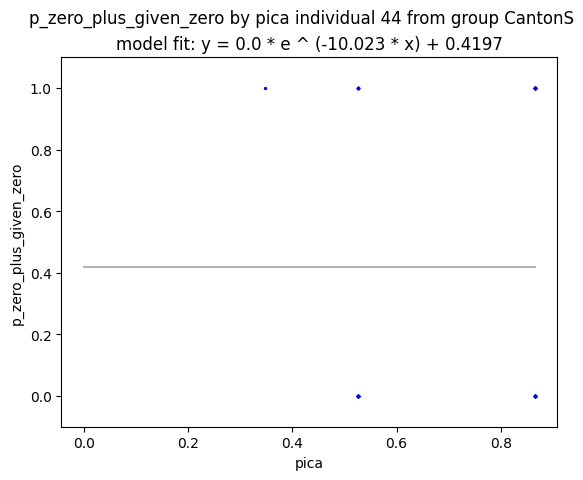 p_zero_plus_given_zero by pica individual 44 from group CantonS
model fit: y = 0.0 * e ^ (-10.023 * x) + 0.4197
1.0
0.8
0.6
0.4
0.2
0.0
p_zero_plus_given_zero
0.0 0.2 0.4 0.6 0.8
pica